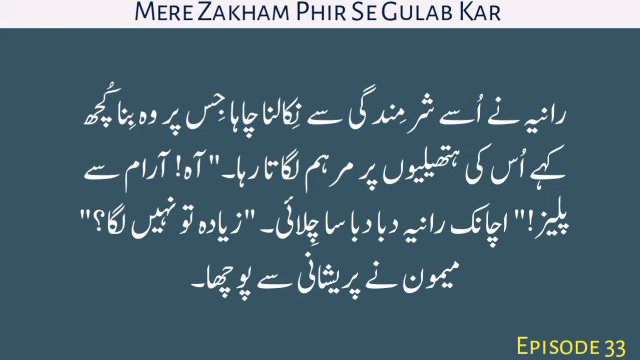 Mere Zakham Phir Se Gulab Kar
رانیہ نے اُسے شرمِندگی سے نِکالنا چاہا جِس پر وہ بِنا کُچھ
کہے اُس کی ہتھیلیوں پر مرہم لگاتا رہا۔" آہ! آرام سے
پلیز!" اچانک رانیہ دبا دبا سا چِلائی۔ "زیادہ تو نہیں لگا؟"
میمون نے پریشانی سے پوچھا۔
Episode 33